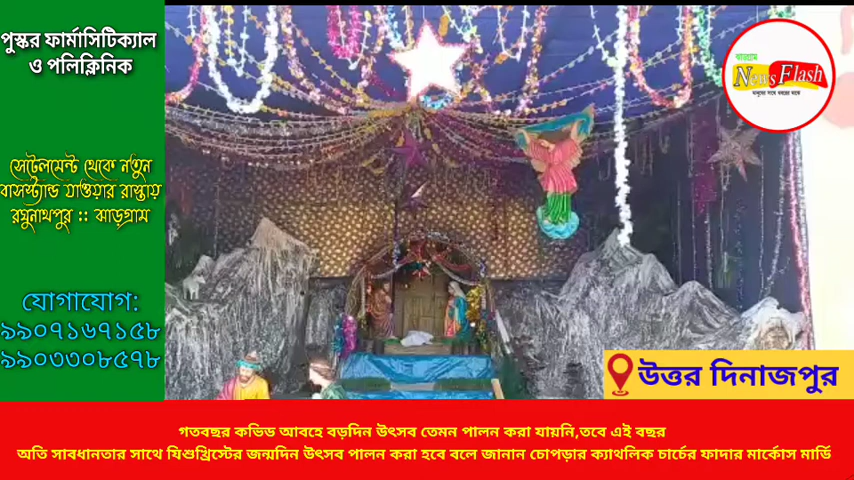 পুস্কর ফার্মাসিটিক্যাল
ও পলিক্লিনিক
সেটেলমেন্ট থেকে নতুন
বাসস্ট্যান্ড যাওয়ার রাস্তায়
রঘুনাথপুর :: ঝাড়গ্রাম
যোগাযোগ:
৯৯০৭১৬৭১৫৮
৯৯০৩৩০৮৫৭৮
News Flash
উত্তর দিনাজপুর
গতবছর কভিড আবহে বড়দিন উৎসব তেমন পালন করা যায়নি,তবে এই বছর
অতি সাবধানতার সাথে যিশুখ্রিস্টের জন্মদিন উৎসব পালন করা হবে বলে জানান চোপড়ার ক্যাথলিক চার্চের ফাদার মার্কোস মার্ডি